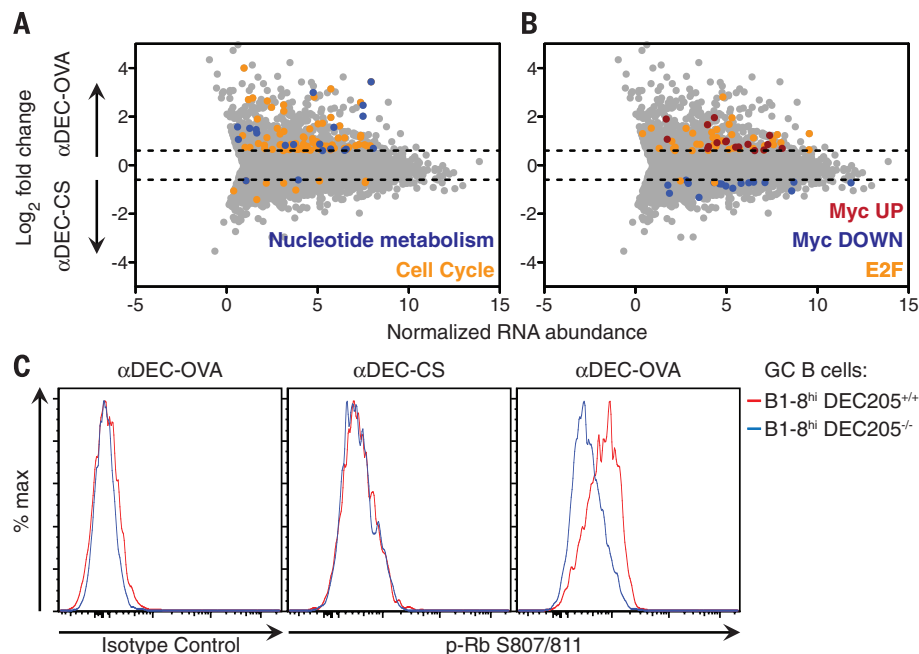 A
B
Log2 fold change
αDEC-CS αDEC-OVA
4
2
0
-2
-4
Nucleotide metabolism
Cell Cycle
-5 0 5 10 15
4
2
0
-2
-4
Myc UP
Myc DOWN
E2F
-5 0 5 10 15
Normalized RNA abundance
C
αDEC-OVA
αDEC-CS
αDEC-OVA
GC B cells:
B1-8hi DEC205+/+
B1-8hi DEC205-/-
% max
Isotype Control
p-Rb S807/811